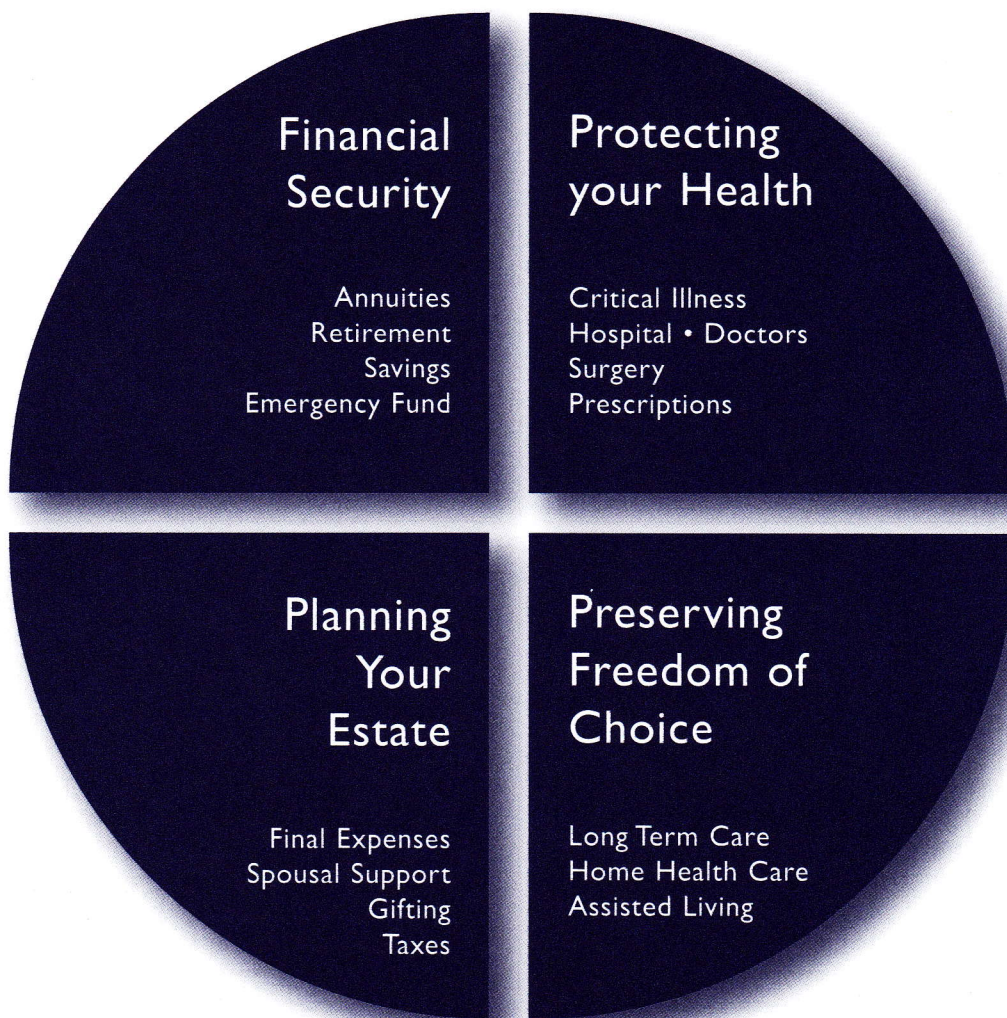 Financial
Security
Annuities
Retirement
Savings
Emergency Fund
Protecting
your Health
Critical Illness
Hospital • Doctors
Surgery
Prescriptions
Planning
Your
Estate
Final Expenses
Spousal Support
Gifting
Taxes
Preserving
Freedom of
Choice
Long Term Care
Home Health Care
Assisted Living